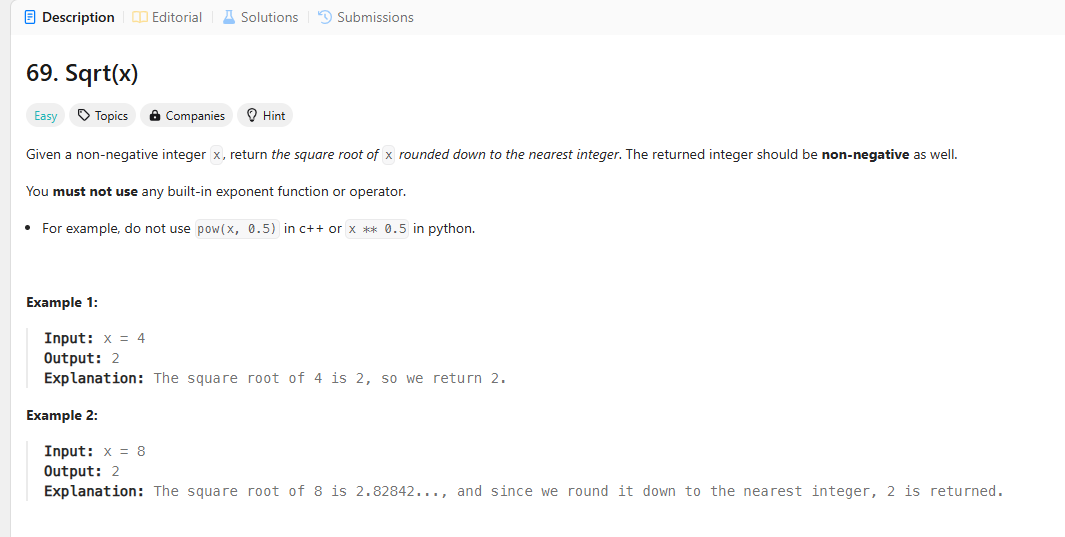 Description Editorial Solutions Submissions
69. Sqrt(x)
Easy Topics Companies Hint
Given a non-negative integer x, return the square root of x rounded down to the nearest integer. The returned integer should be non-negative as well.
You must not use any built-in exponent function or operator.
• For example, do not use pow(x, 0.5) in c++ or x ** 0.5 in python.
Example 1:
Input: x = 4
Output: 2
Explanation: The square root of 4 is 2, so we return 2.
Example 2:
Input: x = 8
Output: 2
Explanation: The square root of 8 is 2.82842..., and since we round it down to the nearest integer, 2 is returned.